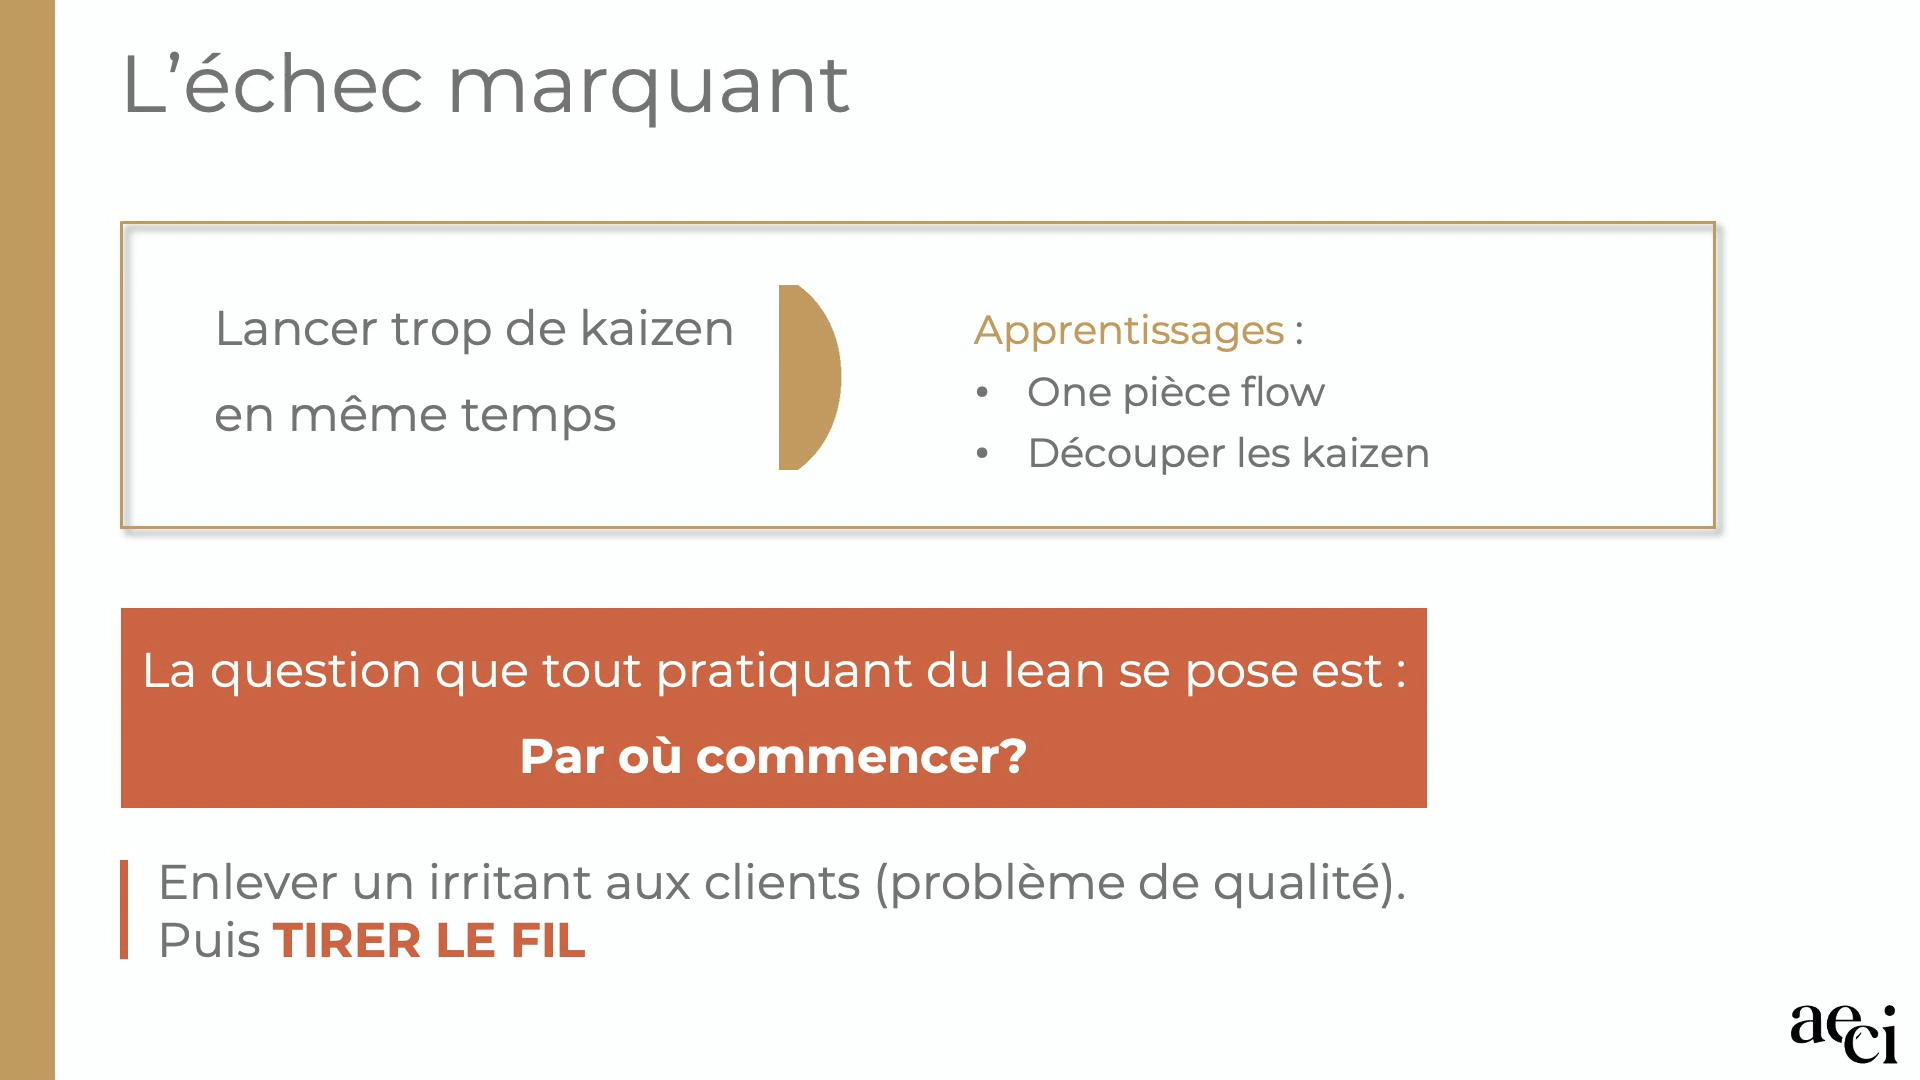 L’échec marquant
Lancer trop de kaizen
en même temps
Apprentissages :
• One pièce flow
• Découper les kaizen
La question que tout pratiquant du lean se pose est :
Par où commencer?
Enlever un irritant aux clients (problème de qualité).
Puis TIRER LE FIL
aeci